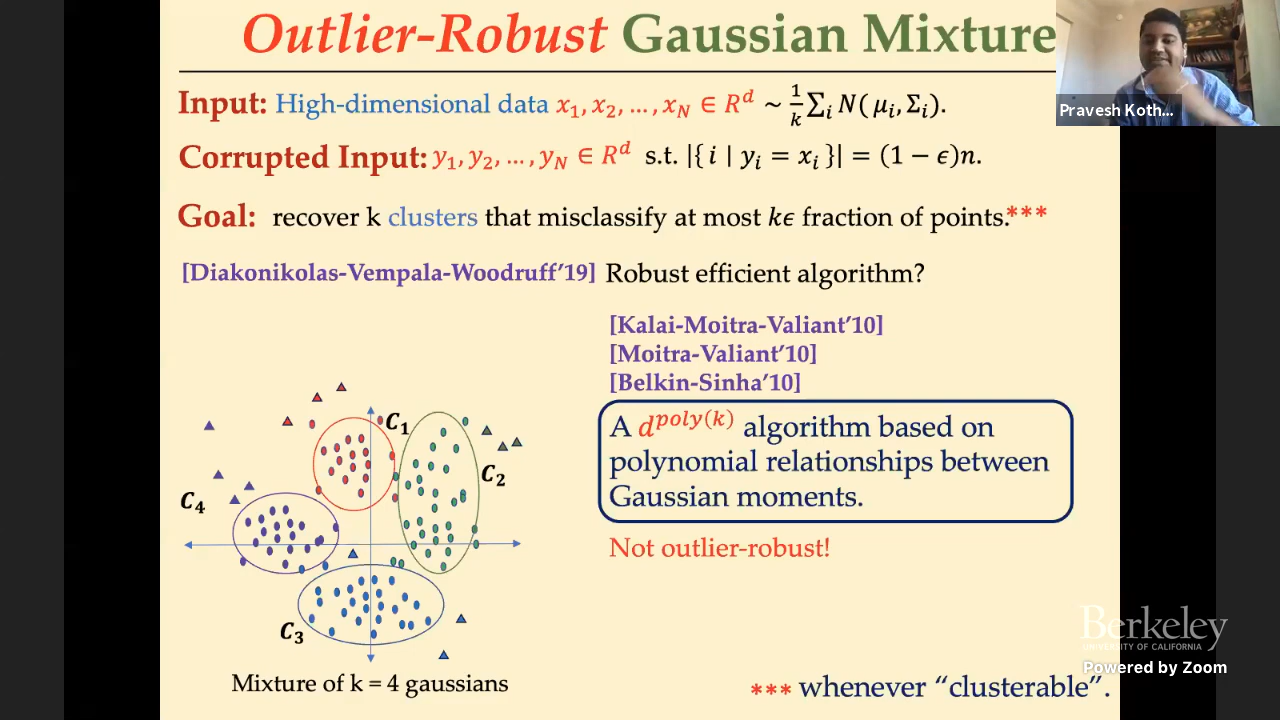 Outlier-Robust Gaussian Mixture
Input: High-dimensional data x₁, x₂, …, x_N ∈ R^d ~ 1/k ∑ᵢ N( μᵢ, Σᵢ).
Pravesh Koth...
Corrupted Input: y₁, y₂, …, y_N ∈ R^d s.t. |{ i | yᵢ = xᵢ }| = (1 − ϵ)n.
Goal: recover k clusters that misclassify at most kϵ fraction of points.***
[Diakonikolas-Vempala-Woodruff’19] Robust efficient algorithm?
[Kalai-Moitra-Valiant’10]
[Moitra-Valiant’10]
[Belkin-Sinha’10]
A d^poly(k) algorithm based on
polynomial relationships between
Gaussian moments.
Not outlier-robust!
C₁
C₂
C₄
C₃
Mixture of k = 4 gaussians
Berkeley
UNIVERSITY OF CALIFORNIA
Powered by Zoom
*** whenever “clusterable”.